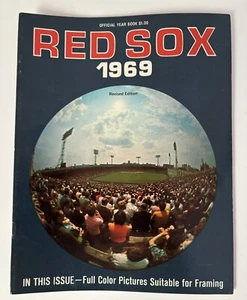 OFFICIAL YEAR BOOK $1.00
RED SOX
1969
Revised Edition
IN THIS ISSUE—Full Color Pictures Suitable for Framing